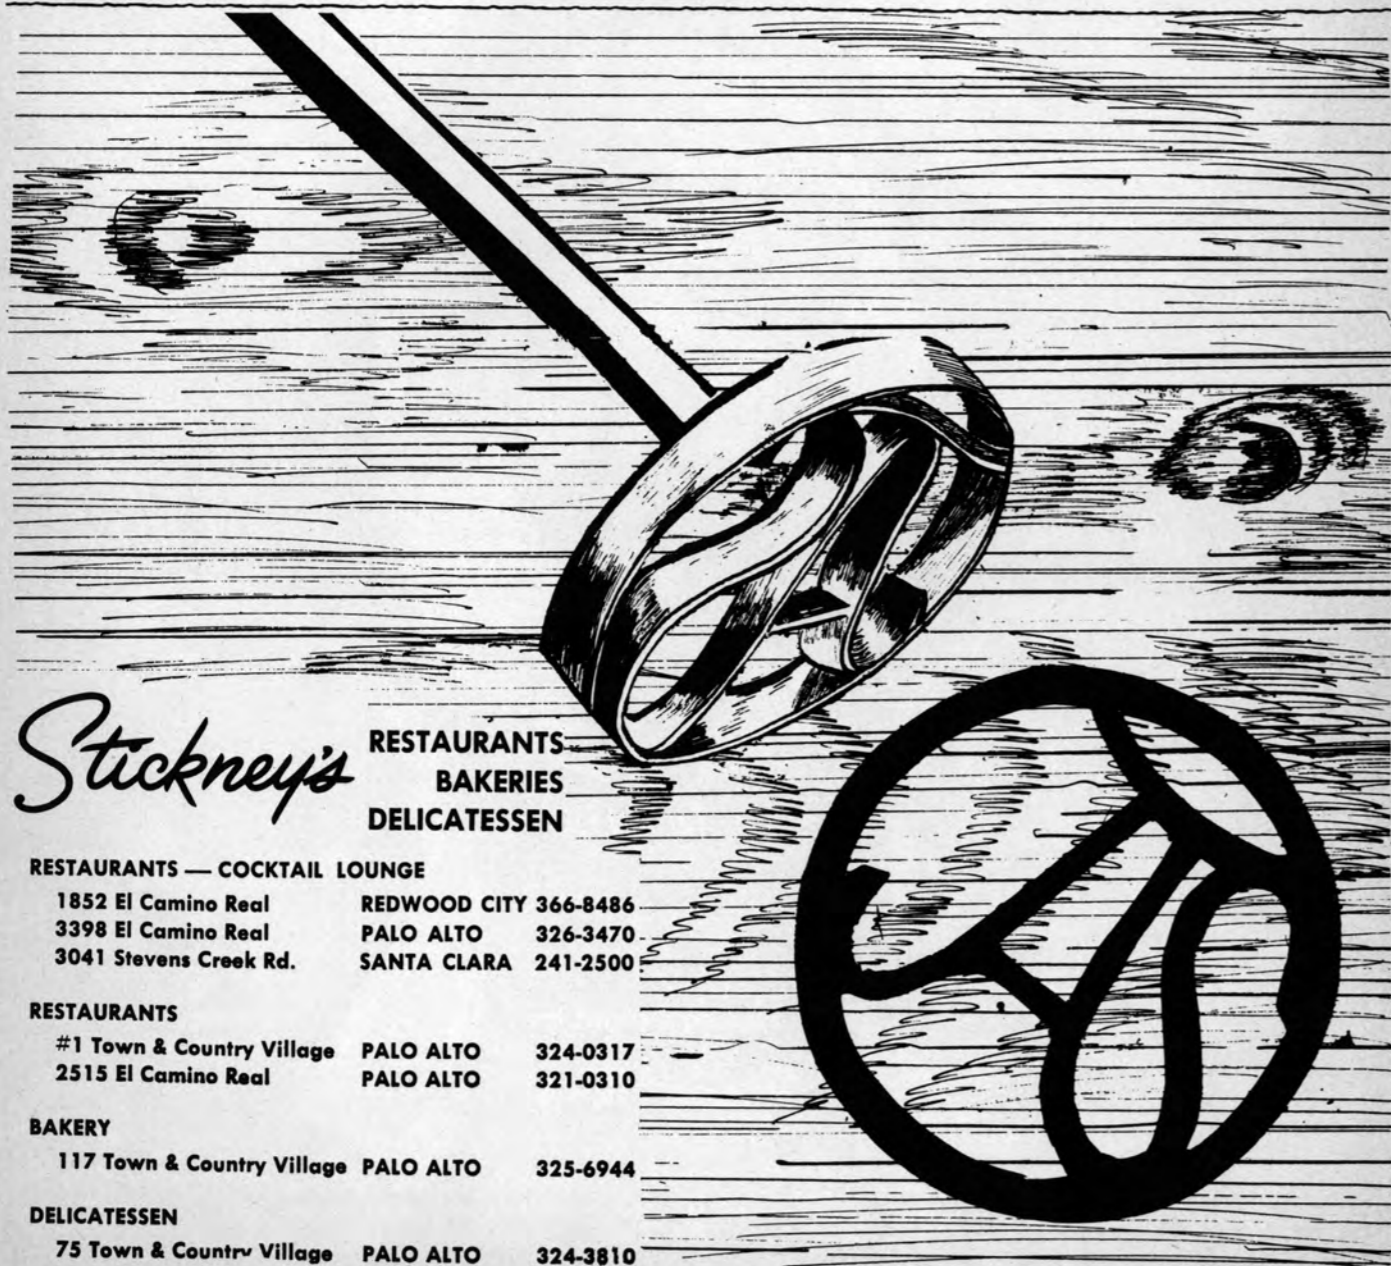 Stickney's
RESTAURANTS
BAKERIES
DELICATESSEN
RESTAURANTS — COCKTAIL LOUNGE
1852 El Camino Real REDWOOD CITY 366-8486
3398 El Camino Real PALO ALTO 326-3470
3041 Stevens Creek Rd. SANTA CLARA 241-2500
RESTAURANTS
#1 Town & Country Village PALO ALTO 324-0317
2515 El Camino Real PALO ALTO 321-0310
BAKERY
117 Town & Country Village PALO ALTO 325-6944
DELICATESSEN
75 Town & Country Village PALO ALTO 324-3810